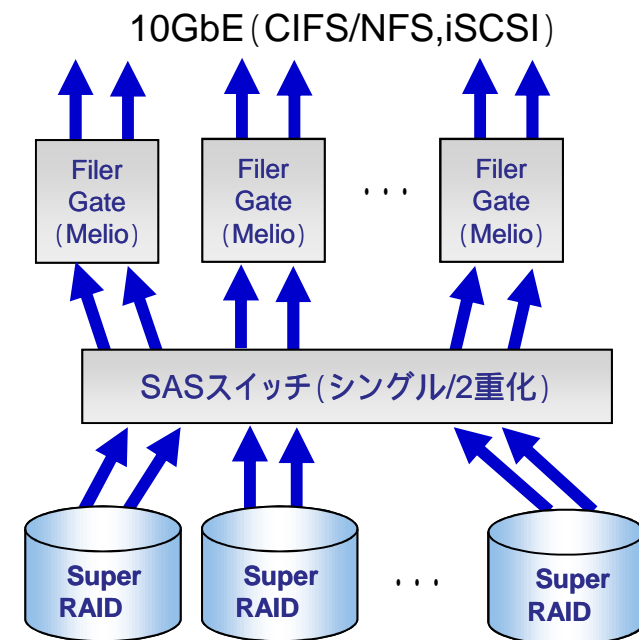 10GbE(CIFS/NFS,iSCSI)
Filer
Gate
(Melio)
Filer
Gate
(Melio)
...
Filer
Gate
(Melio)
SASスイッチ(シングル/2重化)
Super
RAID
Super
RAID
...
Super
RAID